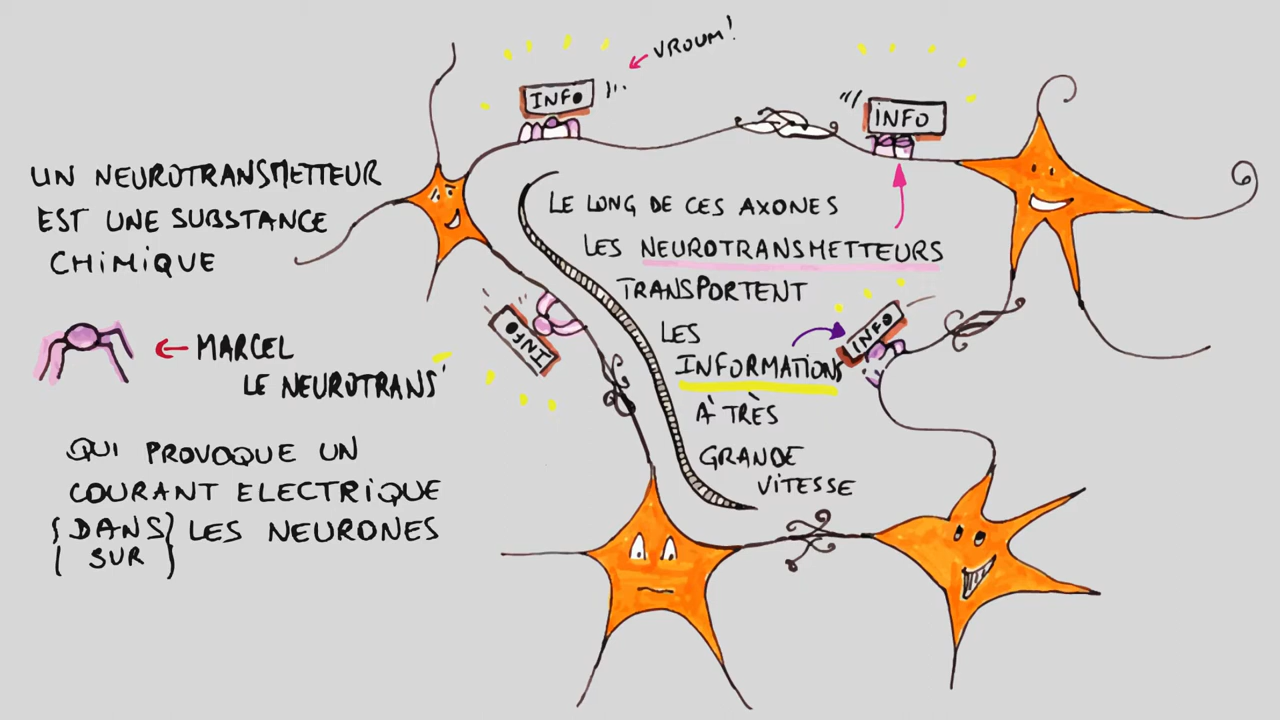 VROUM!
INFO
INFO
UN NEUROTRANSMETTEUR
EST UNE SUBSTANCE
CHIMIQUE
MARCEL
LE NEUROTRANS'
QUI PROVOQUE UN
COURANT ELECTRIQUE
{DANS} LES NEURONES
{SUR}
LE LONG DE CES AXONES
LES NEUROTRANSMETTEURS
TRANSPORTENT
LES
INFORMATIONS
À TRÈS
GRANDE
VITESSE
INFO
INFO